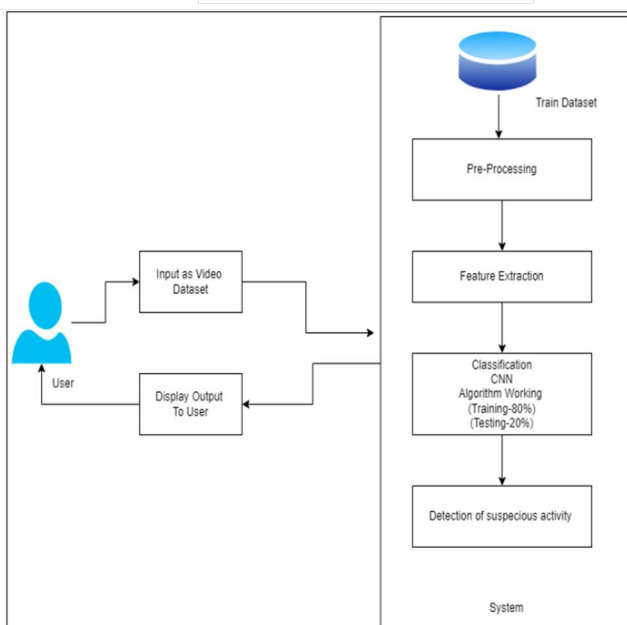 Train Dataset
Pre-Processing
Input as Video
Dataset
Feature Extraction
User
Display Output
To User
Classification
CNN
Algorithm Working
(Training-80%)
(Testing-20%)
Detection of suspecious activity
System